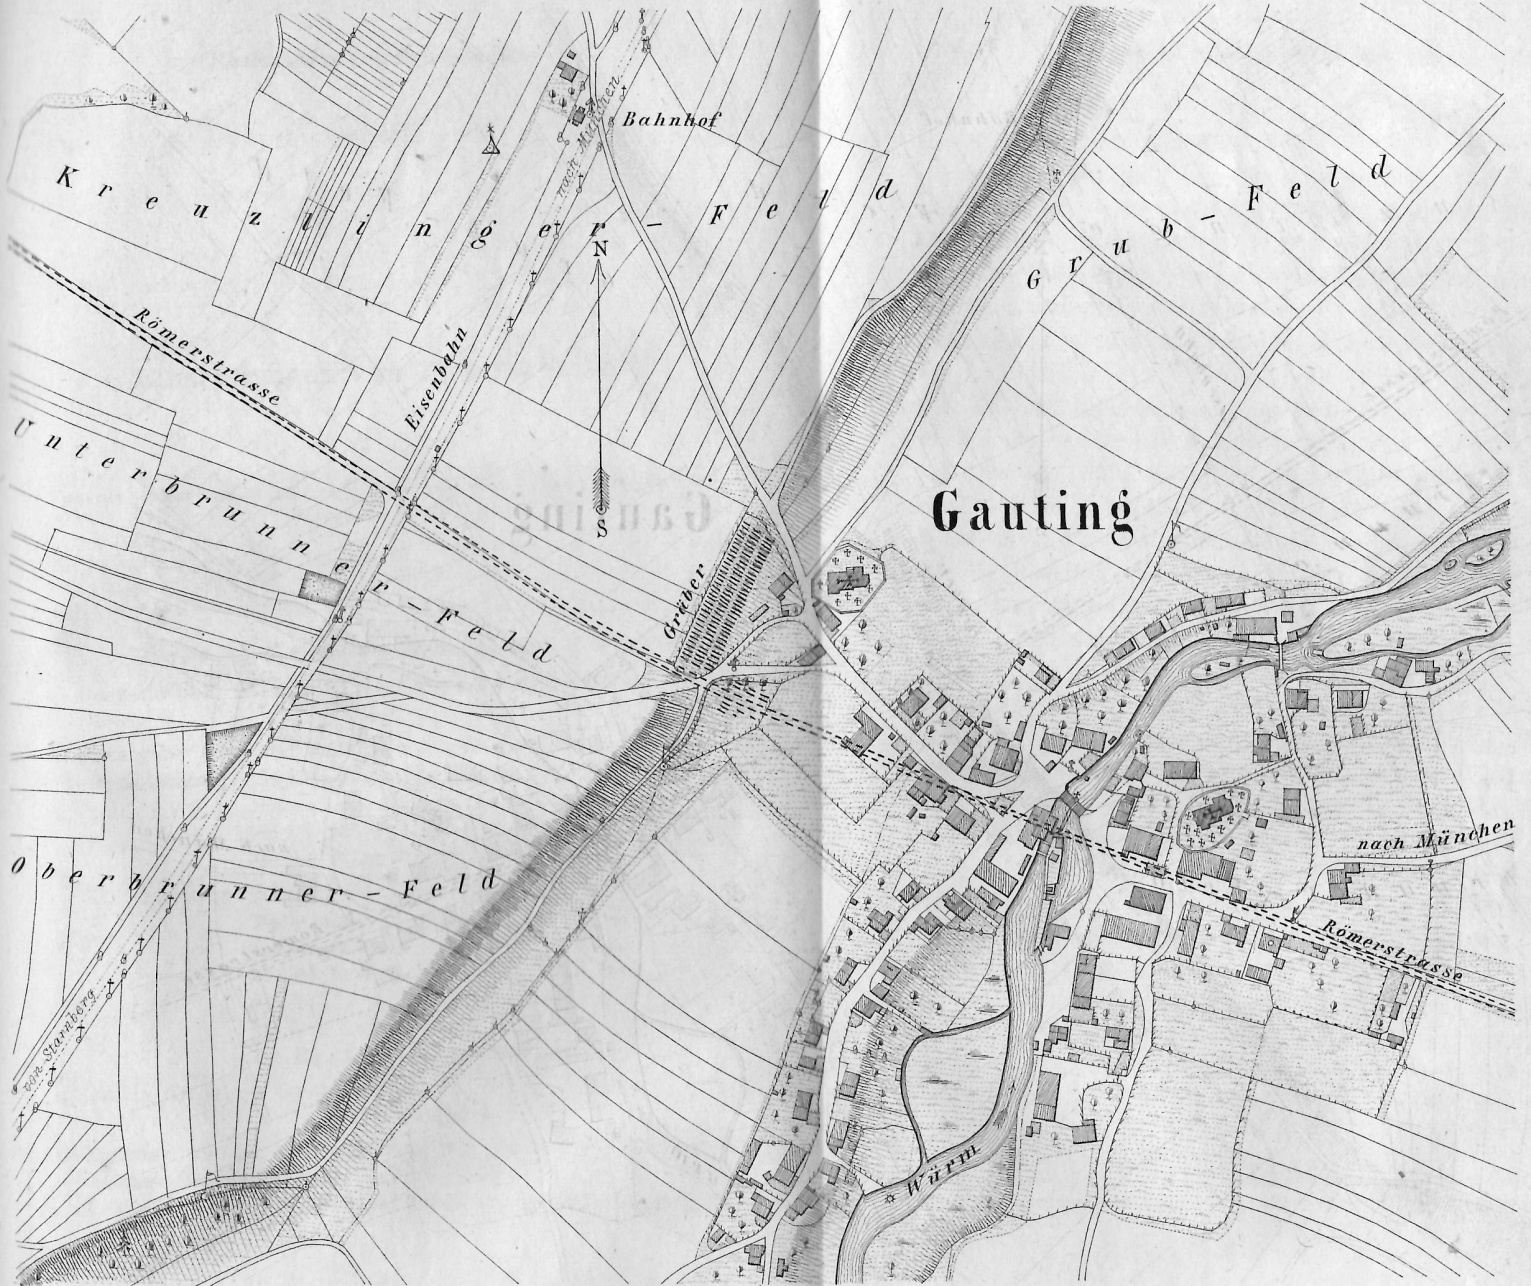 Bahnhof
nach München
Kreuzlinger-Feld
Grub-Feld
N
Römerstrasse
Eisenbahn
Unterbrunner-Feld
S
Gauting
Gräber
nach München
Oberbrunner-Feld
Römerstrasse
von Starnberg
Würm